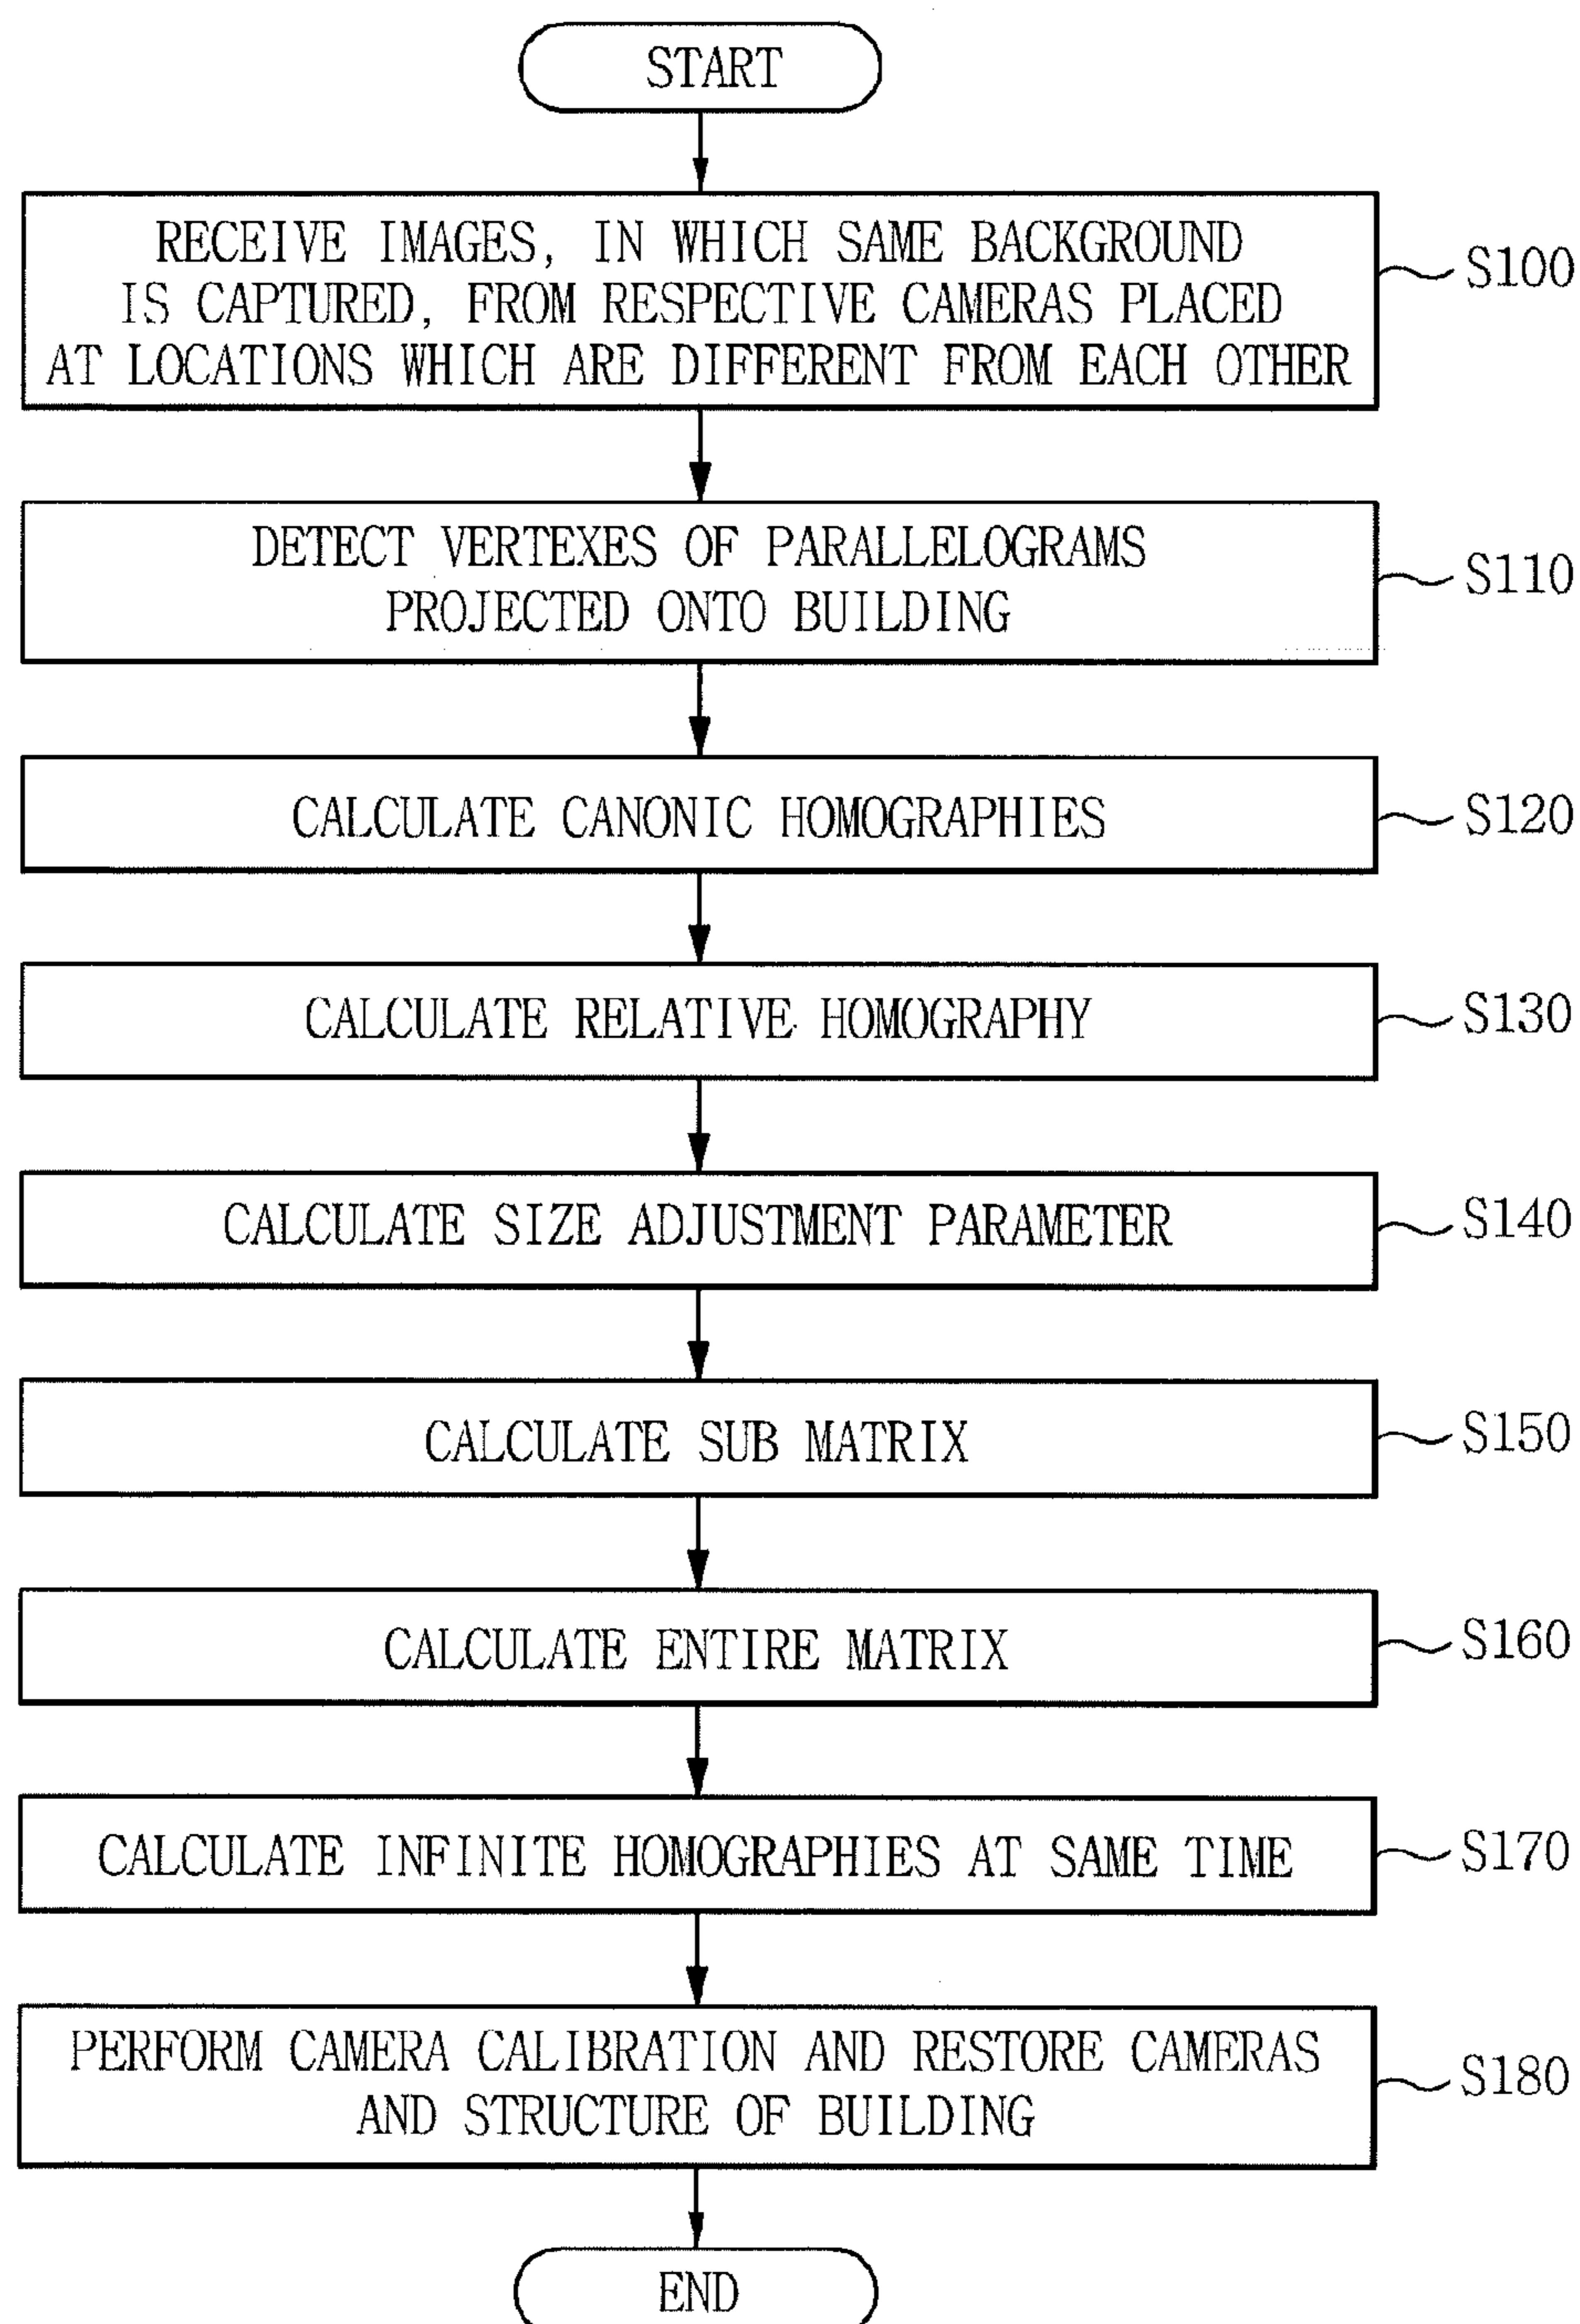 START
RECEIVE IMAGES, IN WHICH SAME BACKGROUND
IS CAPTURED, FROM RESPECTIVE CAMERAS PLACED
AT LOCATIONS WHICH ARE DIFFERENT FROM EACH OTHER
S100
DETECT VERTEXES OF PARALLELOGRAMS
PROJECTED ONTO BUILDING
S110
CALCULATE CANONIC HOMOGRAPHIES
S120
CALCULATE RELATIVE HOMOGRAPHY
S130
CALCULATE SIZE ADJUSTMENT PARAMETER
S140
CALCULATE SUB MATRIX
S150
CALCULATE ENTIRE MATRIX
S160
CALCULATE INFINITE HOMOGRAPHIES AT SAME TIME
S170
PERFORM CAMERA CALIBRATION AND RESTORE CAMERAS
AND STRUCTURE OF BUILDING
S180
END